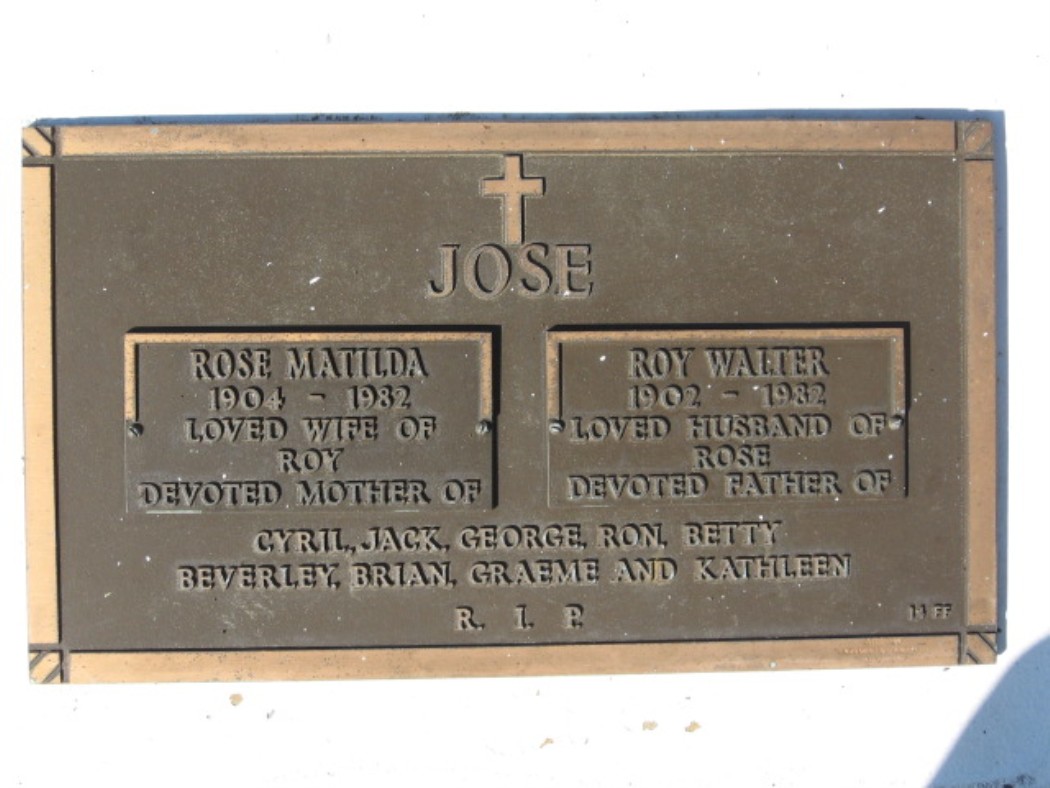 JOSE
ROSE MATILDA
1904 - 1982
LOVED WIFE OF
ROY
DEVOTED MOTHER OF
ROY WALTER
1902 - 1982
LOVED HUSBAND OF
ROSE
DEVOTED FATHER OF
CYRIL, JACK, GEORGE, RON, BETTY
BEVERLEY, BRIAN, GRAEME AND KATHLEEN
R. I. P.
14 FF